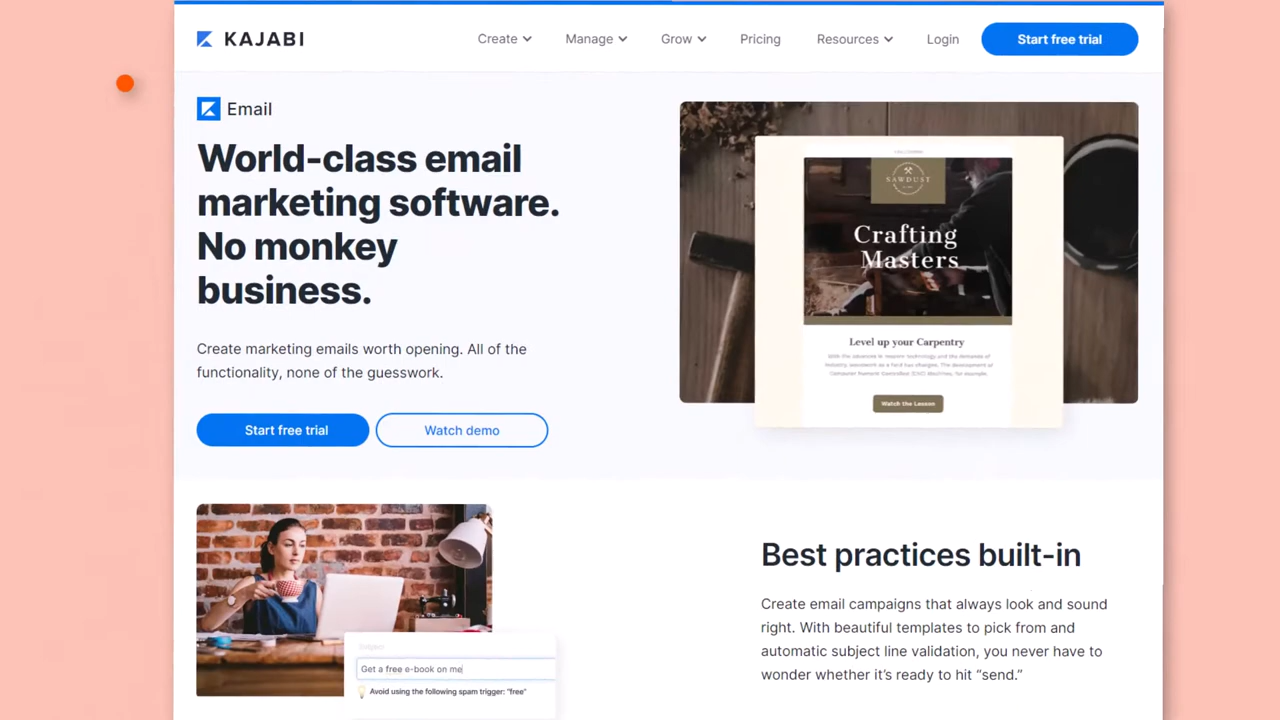 KAJABI
Create
Manage
Grow
Pricing
Resources
Login
Start free trial
Email
World-class email
marketing software.
No monkey
business.
Create marketing emails worth opening. All of the
functionality, none of the guesswork.
Start free trial
Watch demo
SAWDUST
Crafting
Masters
Level up your Carpentry
Watch the Lesson
Best practices built-in
Create email campaigns that always look and sound
right. With beautiful templates to pick from and
automatic subject line validation, you never have to
wonder whether it’s ready to hit “send.”
Subject
Get a free e-book on me
Avoid using the following spam trigger: "free"